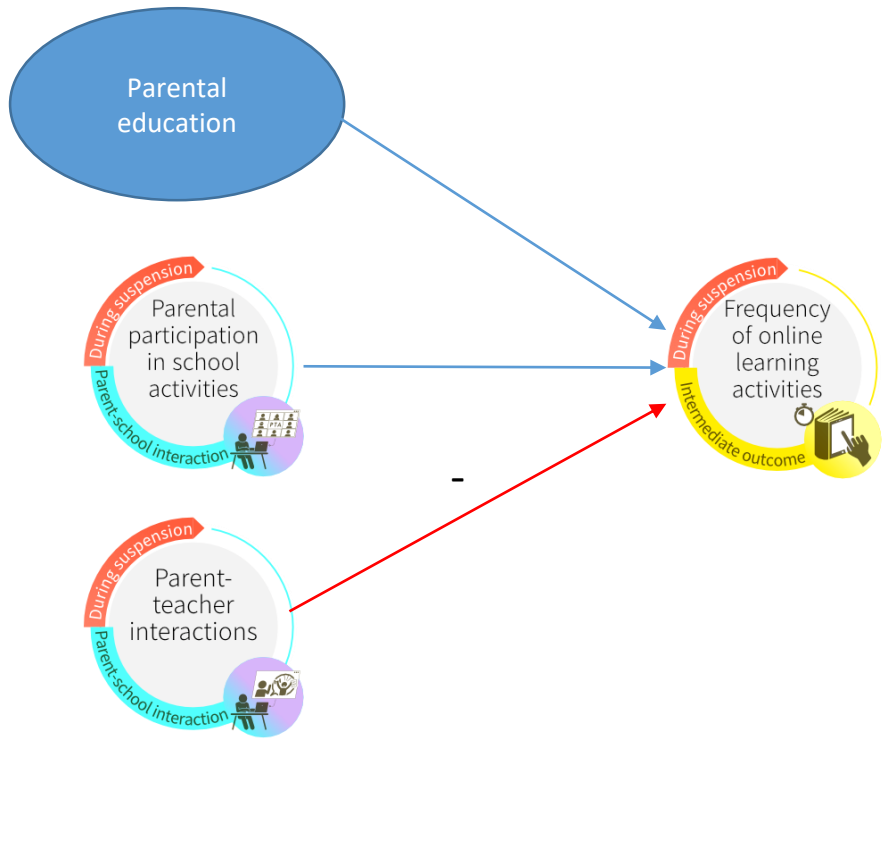 Parental
education
During suspension
Parental
participation
in school
activities
Parent-school interaction
PTA
During suspension
Frequency
of online
learning
activities
Intermediate outcome
-
During suspension
Parent-
teacher
interactions
Parent-school interaction